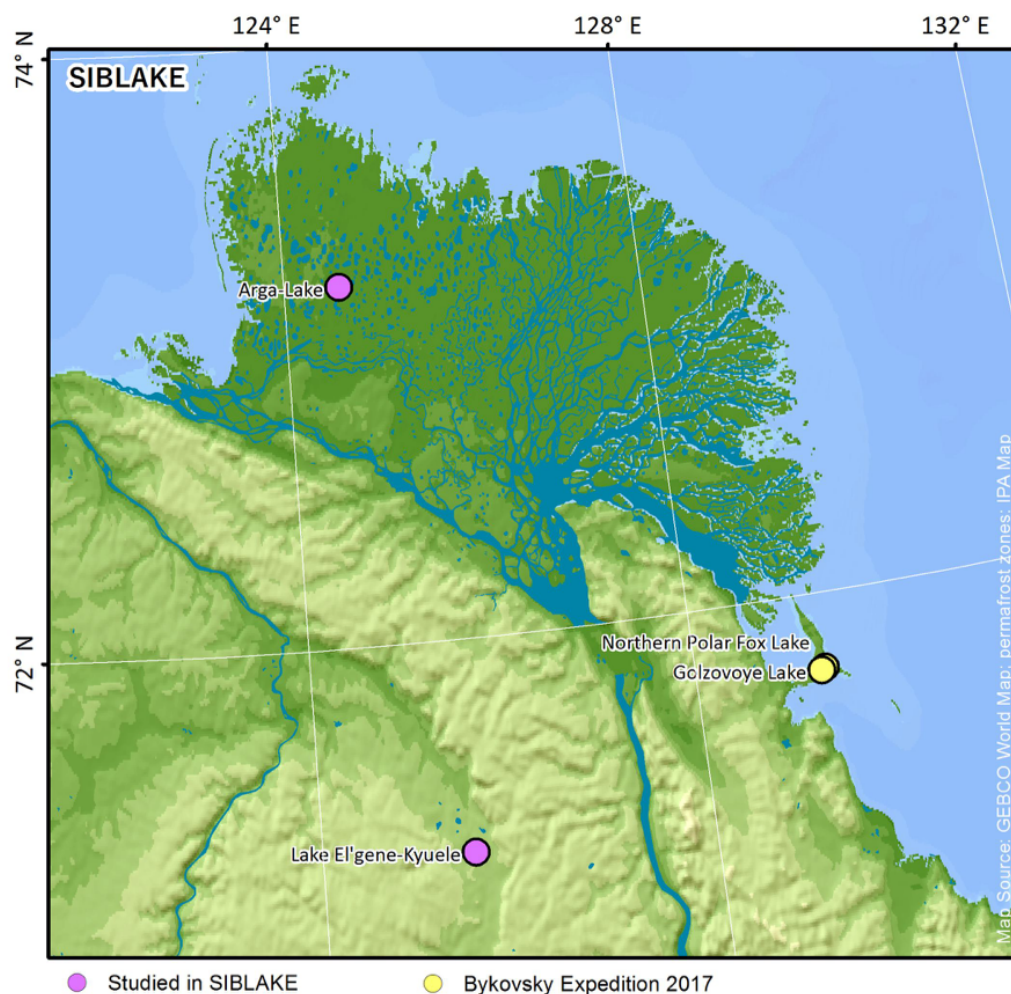 124° E 128° E 132° E
74° N
SIBLAKE
Arga-Lake
Northern Polar Fox Lake
Golzovoye Lake
72° N
Lake El'gene-Kyuele
Map Source: GEBCO World Map; permafrost zones: IPA Map
Studied in SIBLAKE Bykovsky Expedition 2017